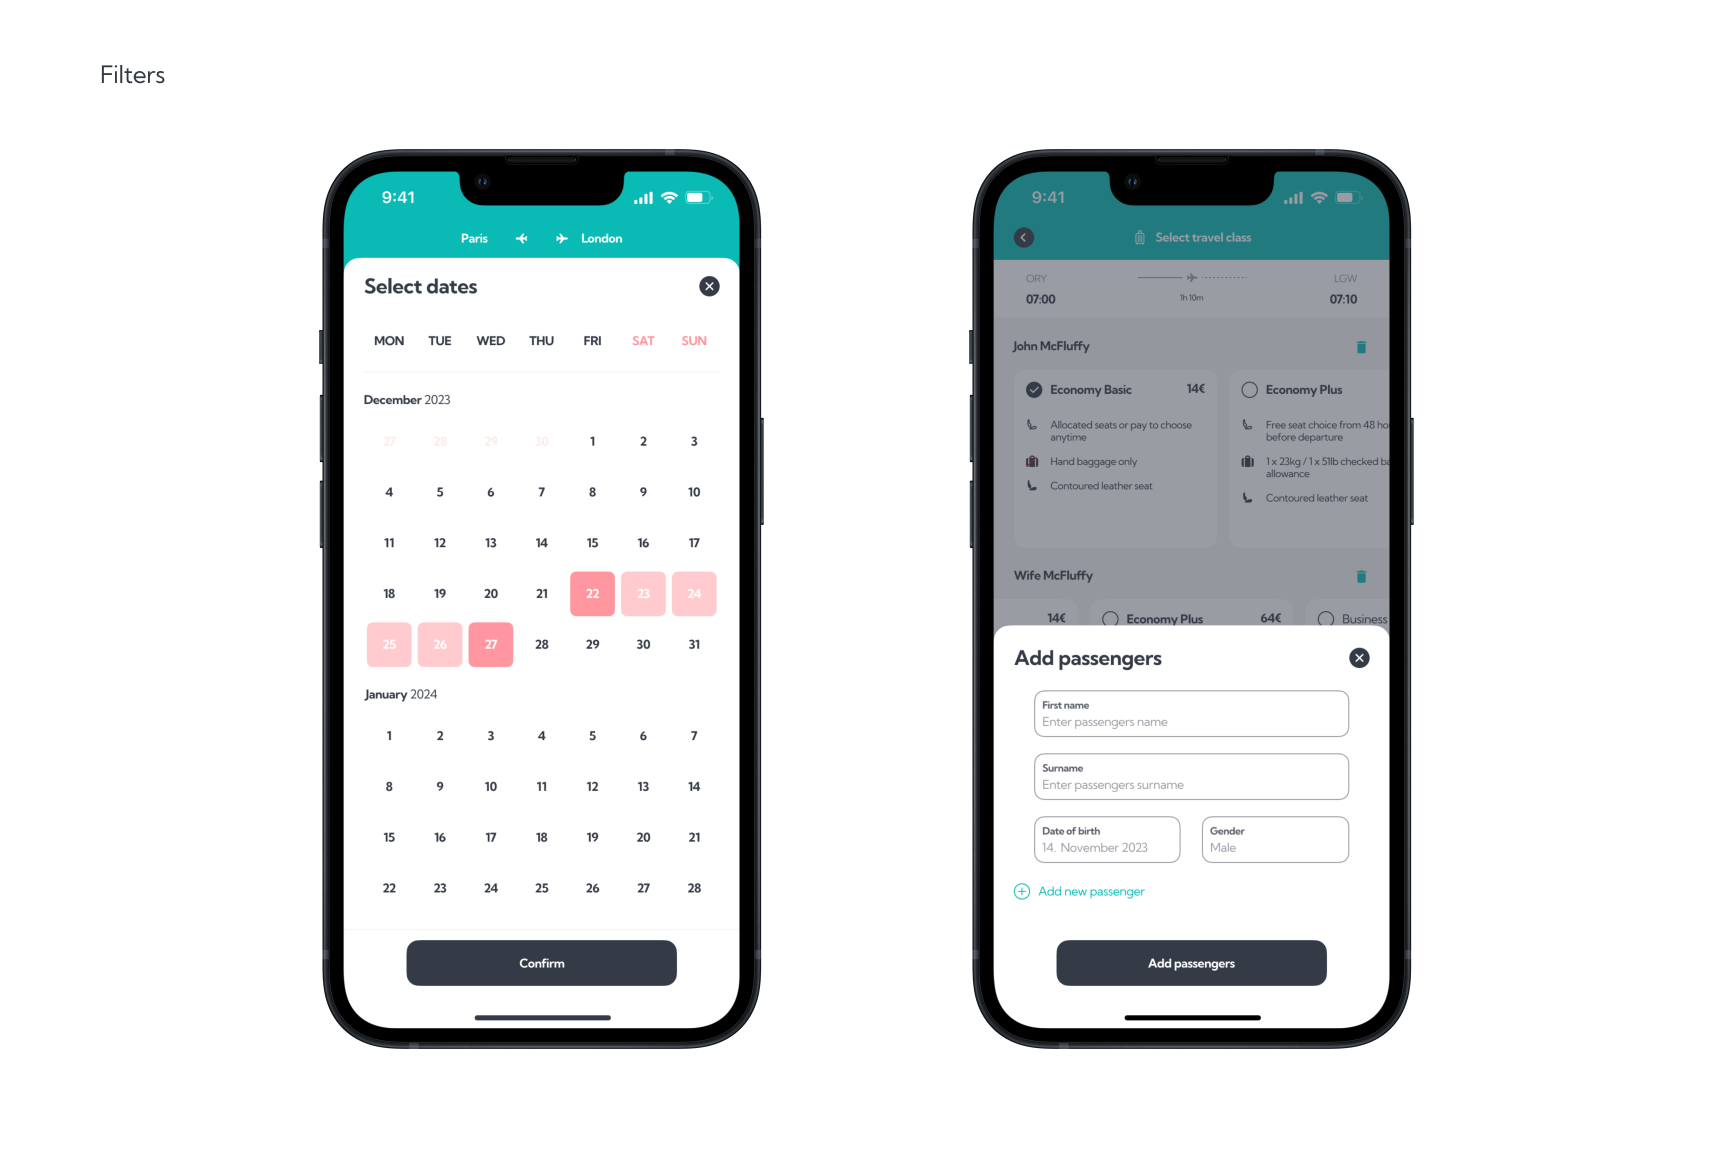 Filters
9:41
Paris London
Select dates
MON TUE WED THU FRI SAT SUN
December 2023
27 28 29 30 1 2 3
4 5 6 7 8 9 10
11 12 13 14 15 16 17
18 19 20 21 22 23 24
25 26 27 28 29 30 31
January 2024
1 2 3 4 5 6 7
8 9 10 11 12 13 14
15 16 17 18 19 20 21
22 23 24 25 26 27 28
Confirm
9:41
Select travel class
ORY LGW
07:00 1h 10m 07:10
John McFluffy
Economy Basic 14€
Allocated seats or pay to choose
anytime
Hand baggage only
Contoured leather seat
Economy Plus
Free seat choice from 48 ho
before departure
1 x 23kg / 1 x 51lb checked ba
allowance
Contoured leather seat
Wife McFluffy
14€ Economy Plus 64€ Business
Add passengers
First name
Enter passengers name
Surname
Enter passengers surname
Date of birth
14. November 2023
Gender
Male
Add new passenger
Add passengers